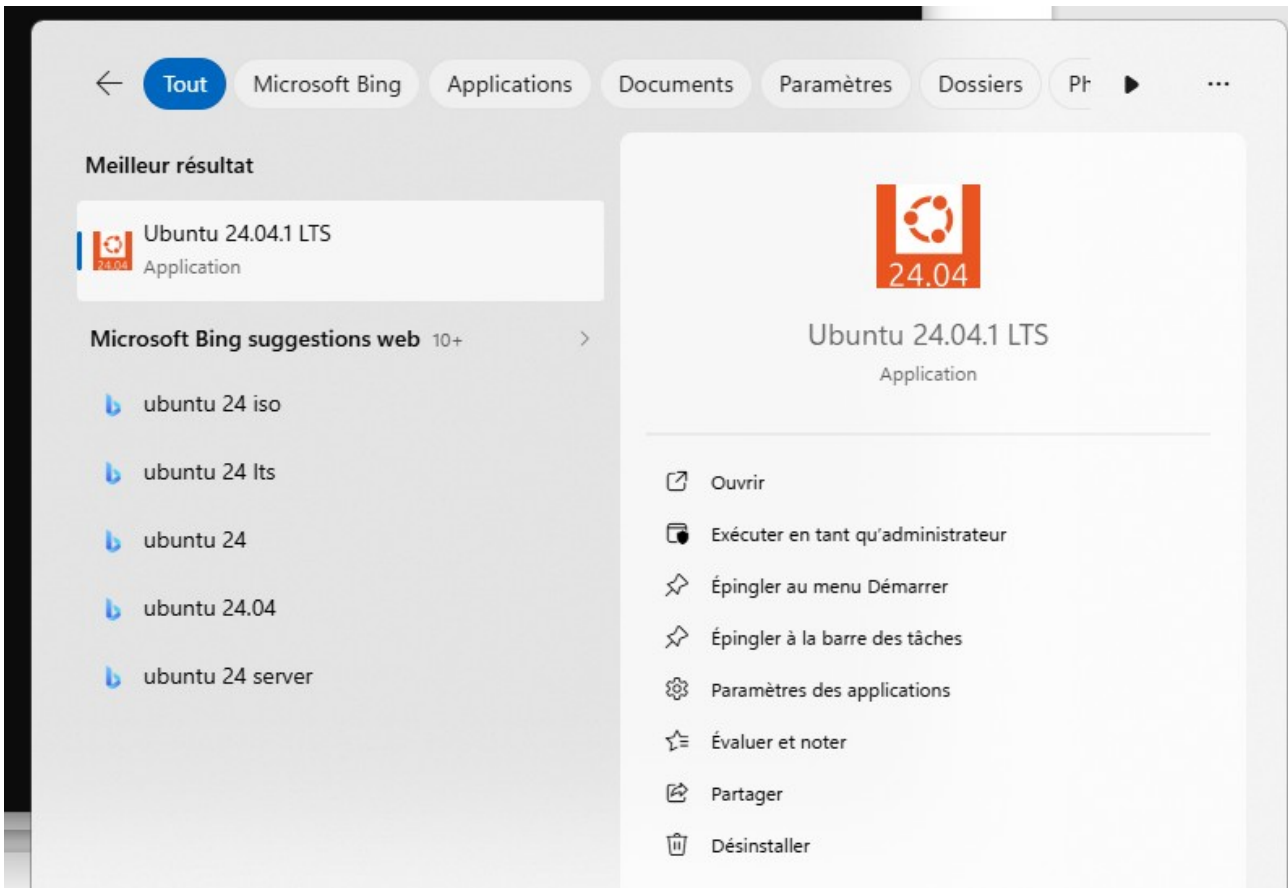 Tout
Microsoft Bing
Applications
Documents
Paramètres
Dossiers
Ph
Meilleur résultat
Ubuntu 24.04.1 LTS
Application
24.04
Microsoft Bing suggestions web 10+
ubuntu 24 iso
ubuntu 24 lts
ubuntu 24
ubuntu 24.04
ubuntu 24 server
24.04
Ubuntu 24.04.1 LTS
Application
Ouvrir
Exécuter en tant qu'administrateur
Épingler au menu Démarrer
Épingler à la barre des tâches
Paramètres des applications
Évaluer et noter
Partager
Désinstaller